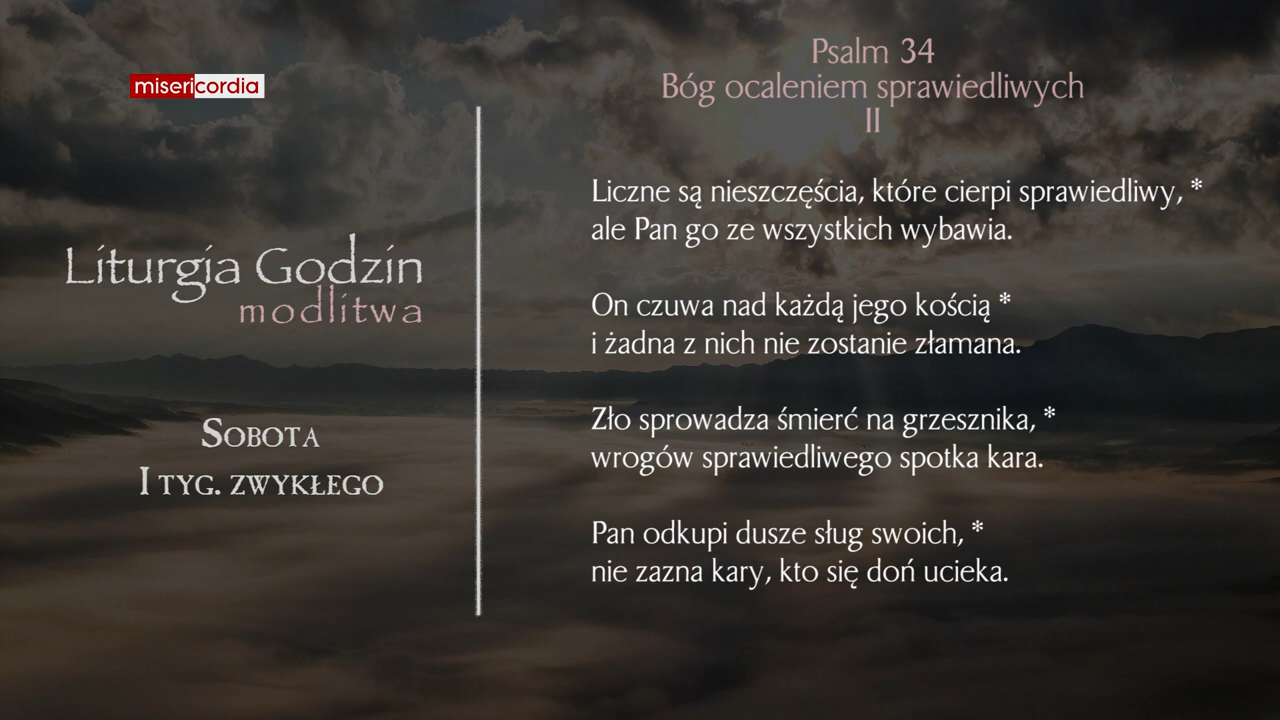 misericordia
Liturgia Godzin
modlitwa
Sobota
I tyg. zwykłego
Psalm 34
Bóg ocaleniem sprawiedliwych
II
Liczne są nieszczęścia, które cierpi sprawiedliwy, *
ale Pan go ze wszystkich wybawia.
On czuwa nad każdą jego kością *
i żadna z nich nie zostanie złamana.
Zło sprowadza śmierć na grzesznika, *
wrogów sprawiedliwego spotka kara.
Pan odkupi dusze sług swoich, *
nie zazna kary, kto się doń ucieka.